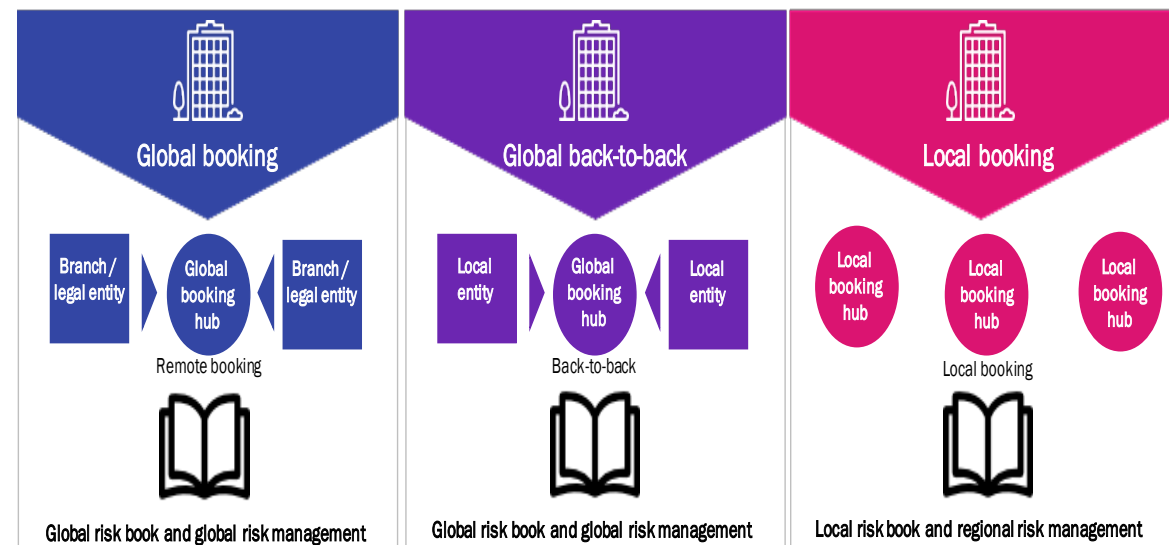 Global booking
Branch /
legal entity
Global
booking
hub
Branch /
legal entity
Remote booking
Global risk book and global risk management
Global back-to-back
Local
entity
Global
booking
hub
Local
entity
Back-to-back
Global risk book and global risk management
Local booking
Local
booking
hub
Local
booking
hub
Local
booking
hub
Local booking
Local risk book and regional risk management